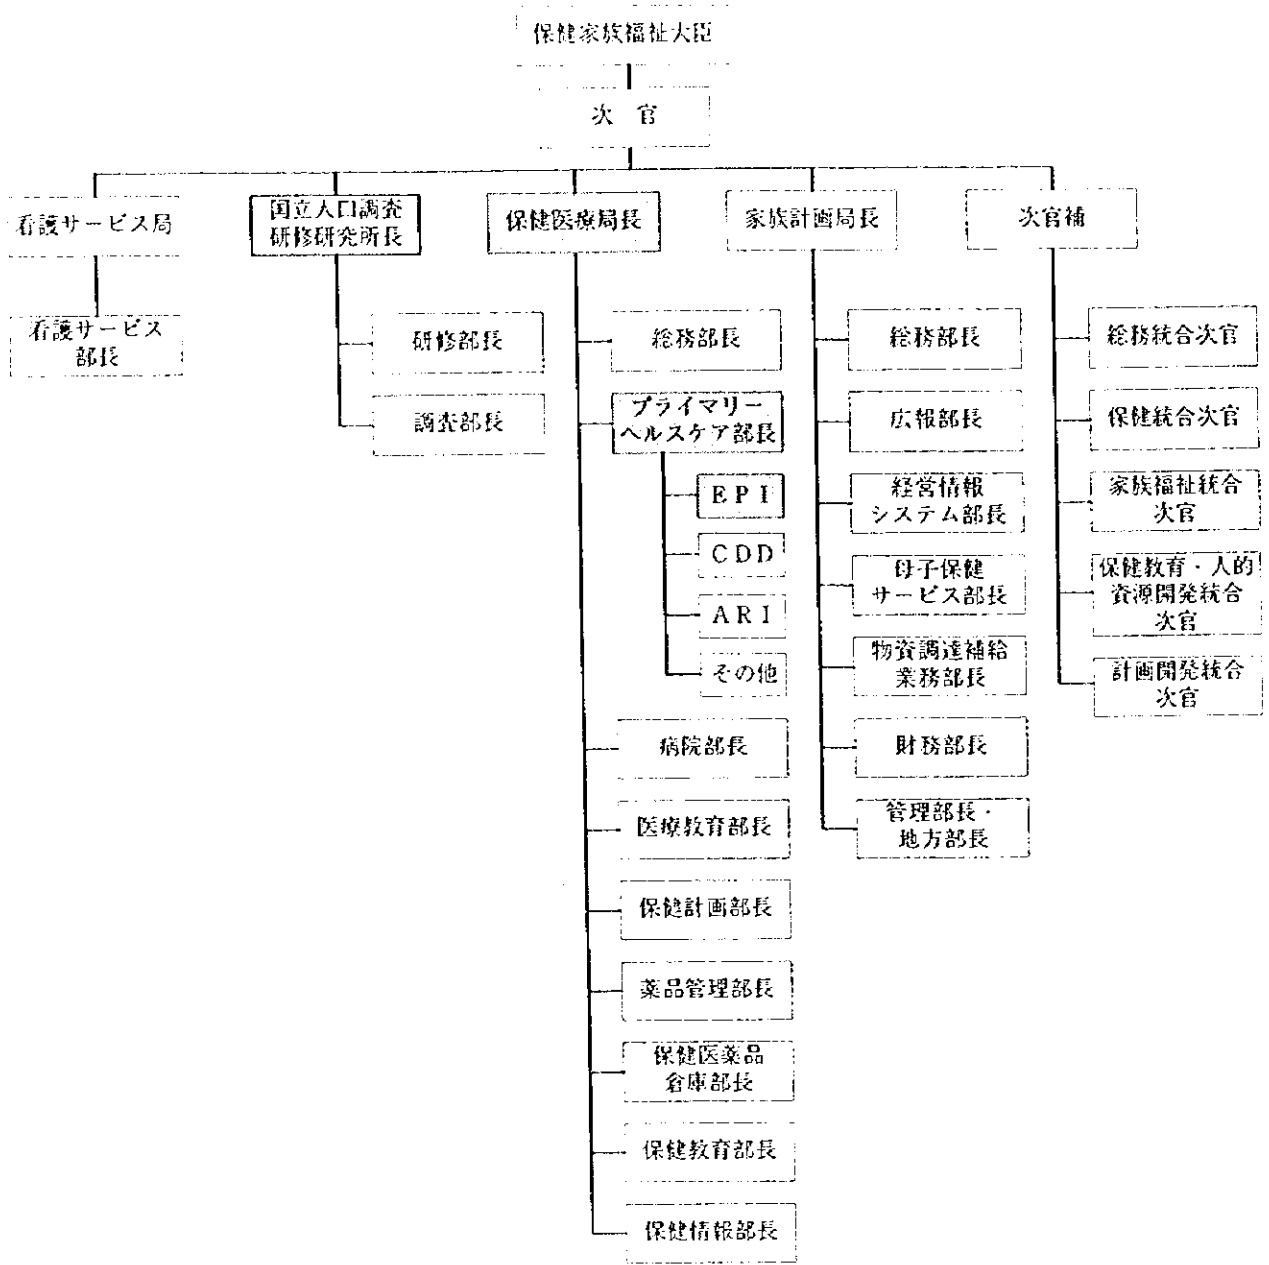 保健家族福祉大臣
次 官
看護サービス局
国立人口調査
研修研究所長
保健医療局長
家族計画局長
次官補
看護サービス
部長
研修部長
調査部長
総務部長
プライマリー
ヘルスケア部長
EPI
CDD
ARI
その他
病院部長
医療教育部長
保健計画部長
薬品管理部長
保健医薬品
倉庫部長
保健教育部長
保健情報部長
総務部長
広報部長
経営情報
システム部長
母子保健
サービス部長
物資調達補給
業務部長
財務部長
管理部長・
地方部長
総務統合次官
保健統合次官
家族福祉統合
次官
保健教育・人的
資源開発統合
次官
計画開発統合
次官